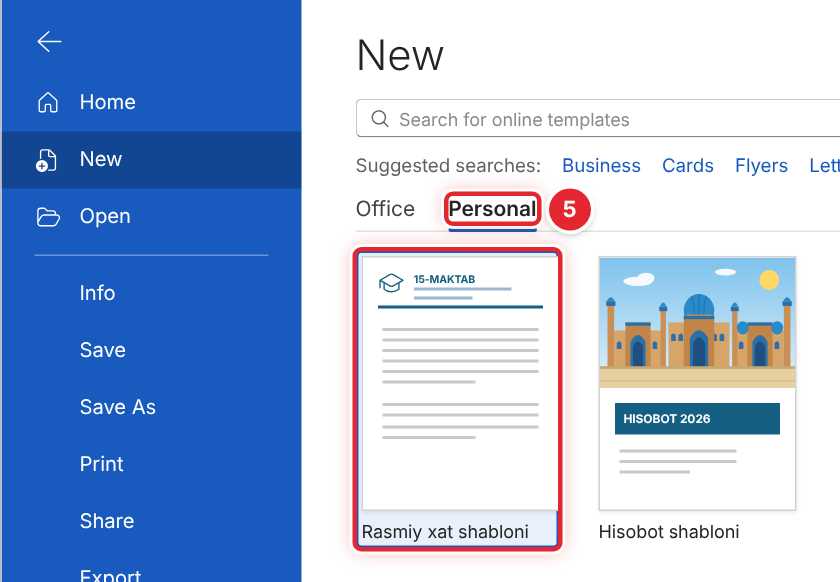 New
Home
New
Open
Info
Save
Save As
Print
Share
Export
Search for online templates
Suggested searches: Business Cards Flyers Lett
Office Personal 5
15-MAKTAB
HISOBOT 2026
Rasmiy xat shabloni
Hisobot shabloni